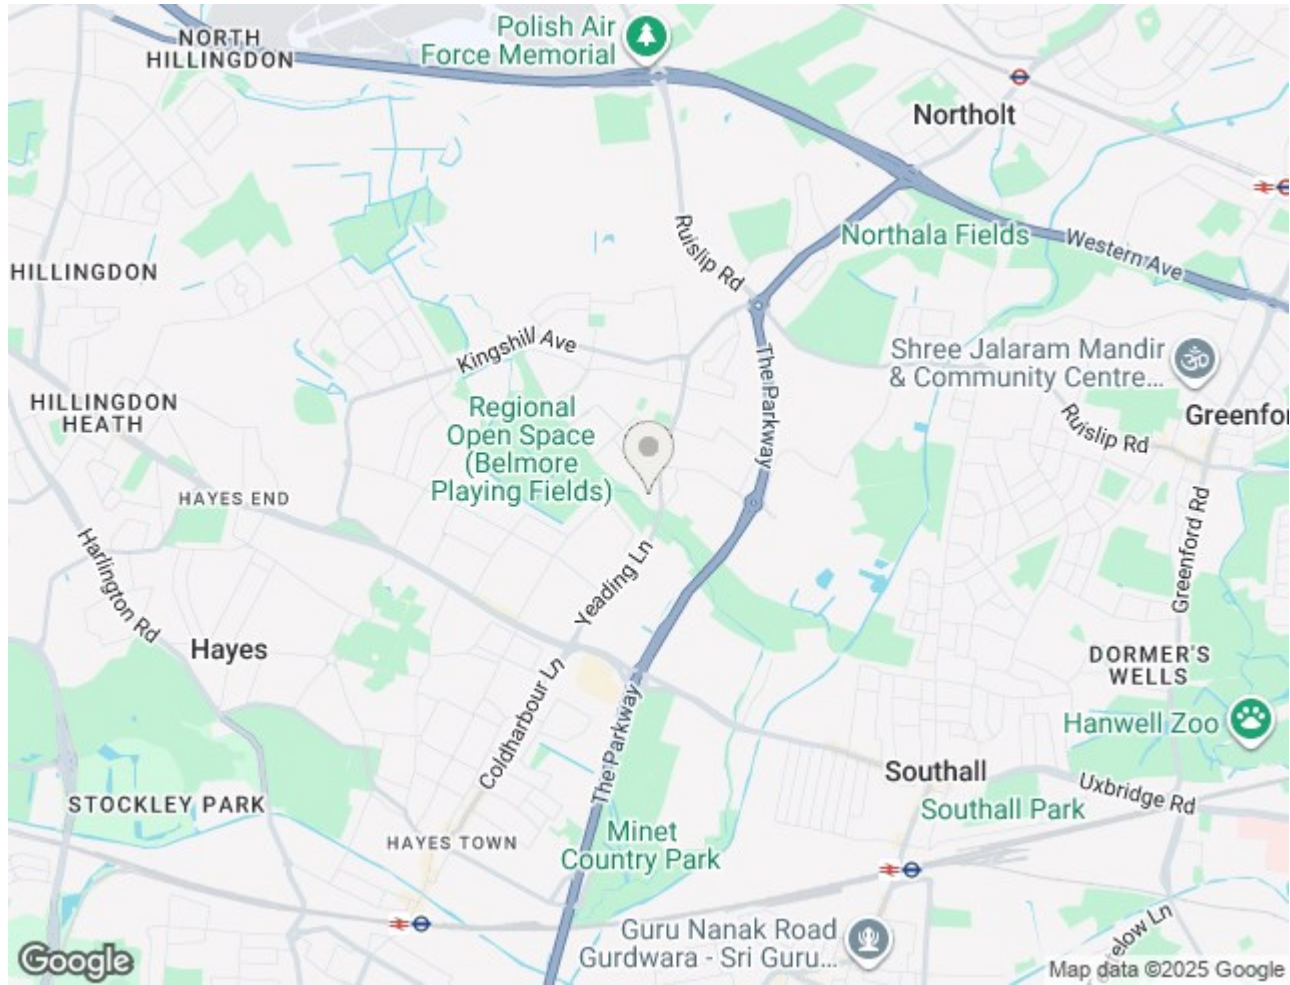 Polish Air
Force Memorial
NORTH
HILLINGDON
Northolt
Ruislip Rd
Northala Fields
Western Ave
HILLINGDON
Kingshill Ave
The Parkway
Shree Jalaram Mandir
& Community Centre...
HILLINGDON
HEATH
Regional
Open Space
(Belmore
Playing Fields)
Ruislip Rd
Greenfor
HAYES END
Harlington Rd
Yeading Ln
Greenford Rd
Hayes
DORMER'S
WELLS
Coldharbour Ln
The Parkway
Hanwell Zoo
Southall
Uxbridge Rd
STOCKLEY PARK
Southall Park
HAYES TOWN
Minet
Country Park
Guru Nanak Road
Gurdwara - Sri Guru...
elow Ln
Google
Map data ©2025 Google